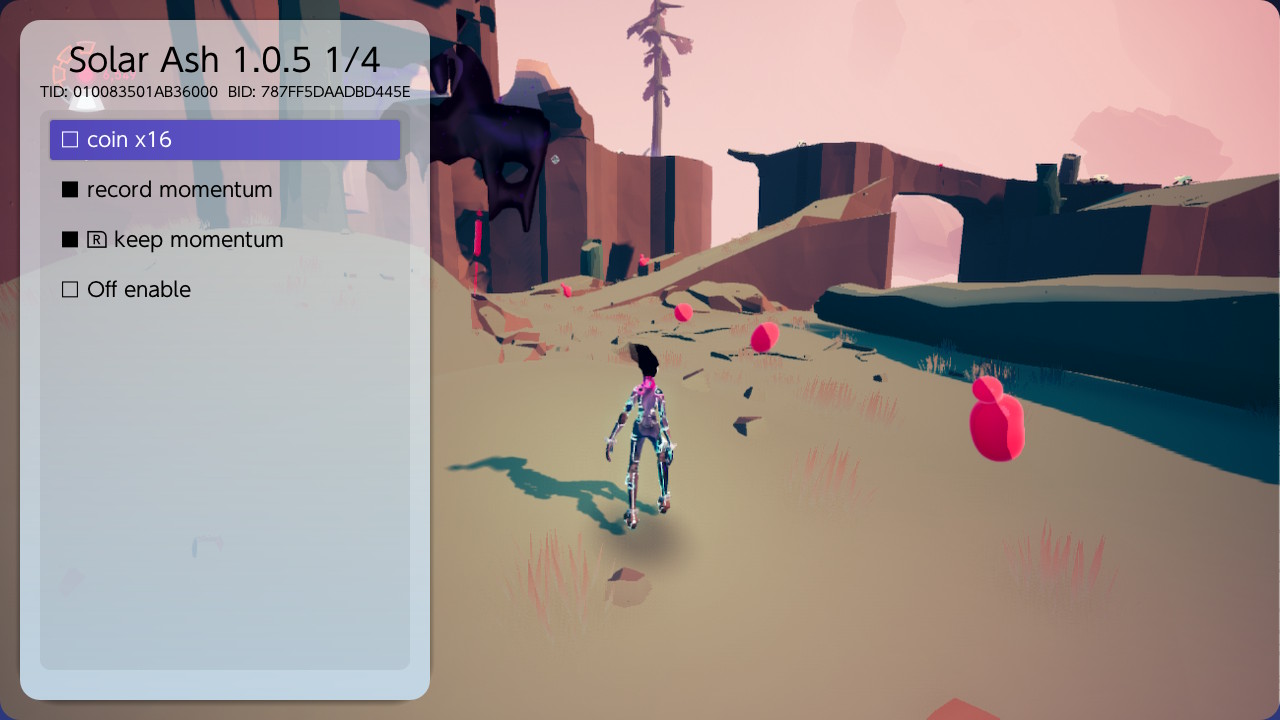 Solar Ash 1.0.5 1/4
TID: 010083501AB36000 BID: 787FF5DAADBD445E
coin x16
record momentum
R keep momentum
Off enable